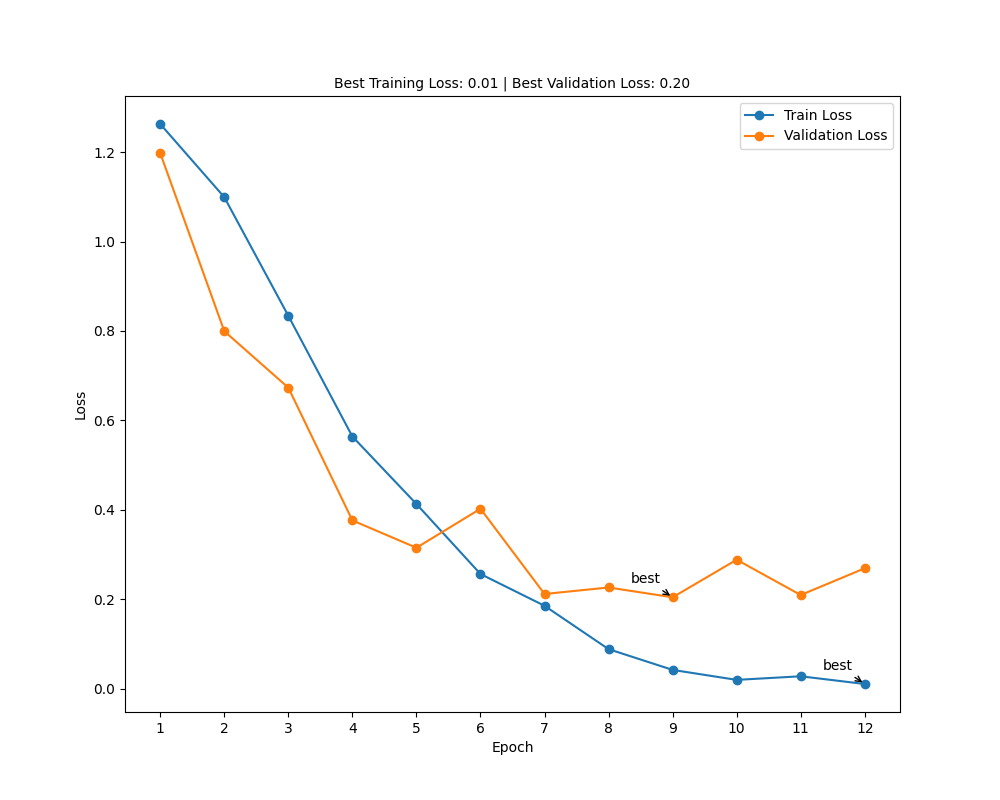 Best Training Loss: 0.01 | Best Validation Loss: 0.20
Train Loss
Validation Loss
1.2
1.0
0.8
0.6
0.4
0.2
0.0
Loss
best
best
1 2 3 4 5 6 7 8 9 10 11 12
Epoch